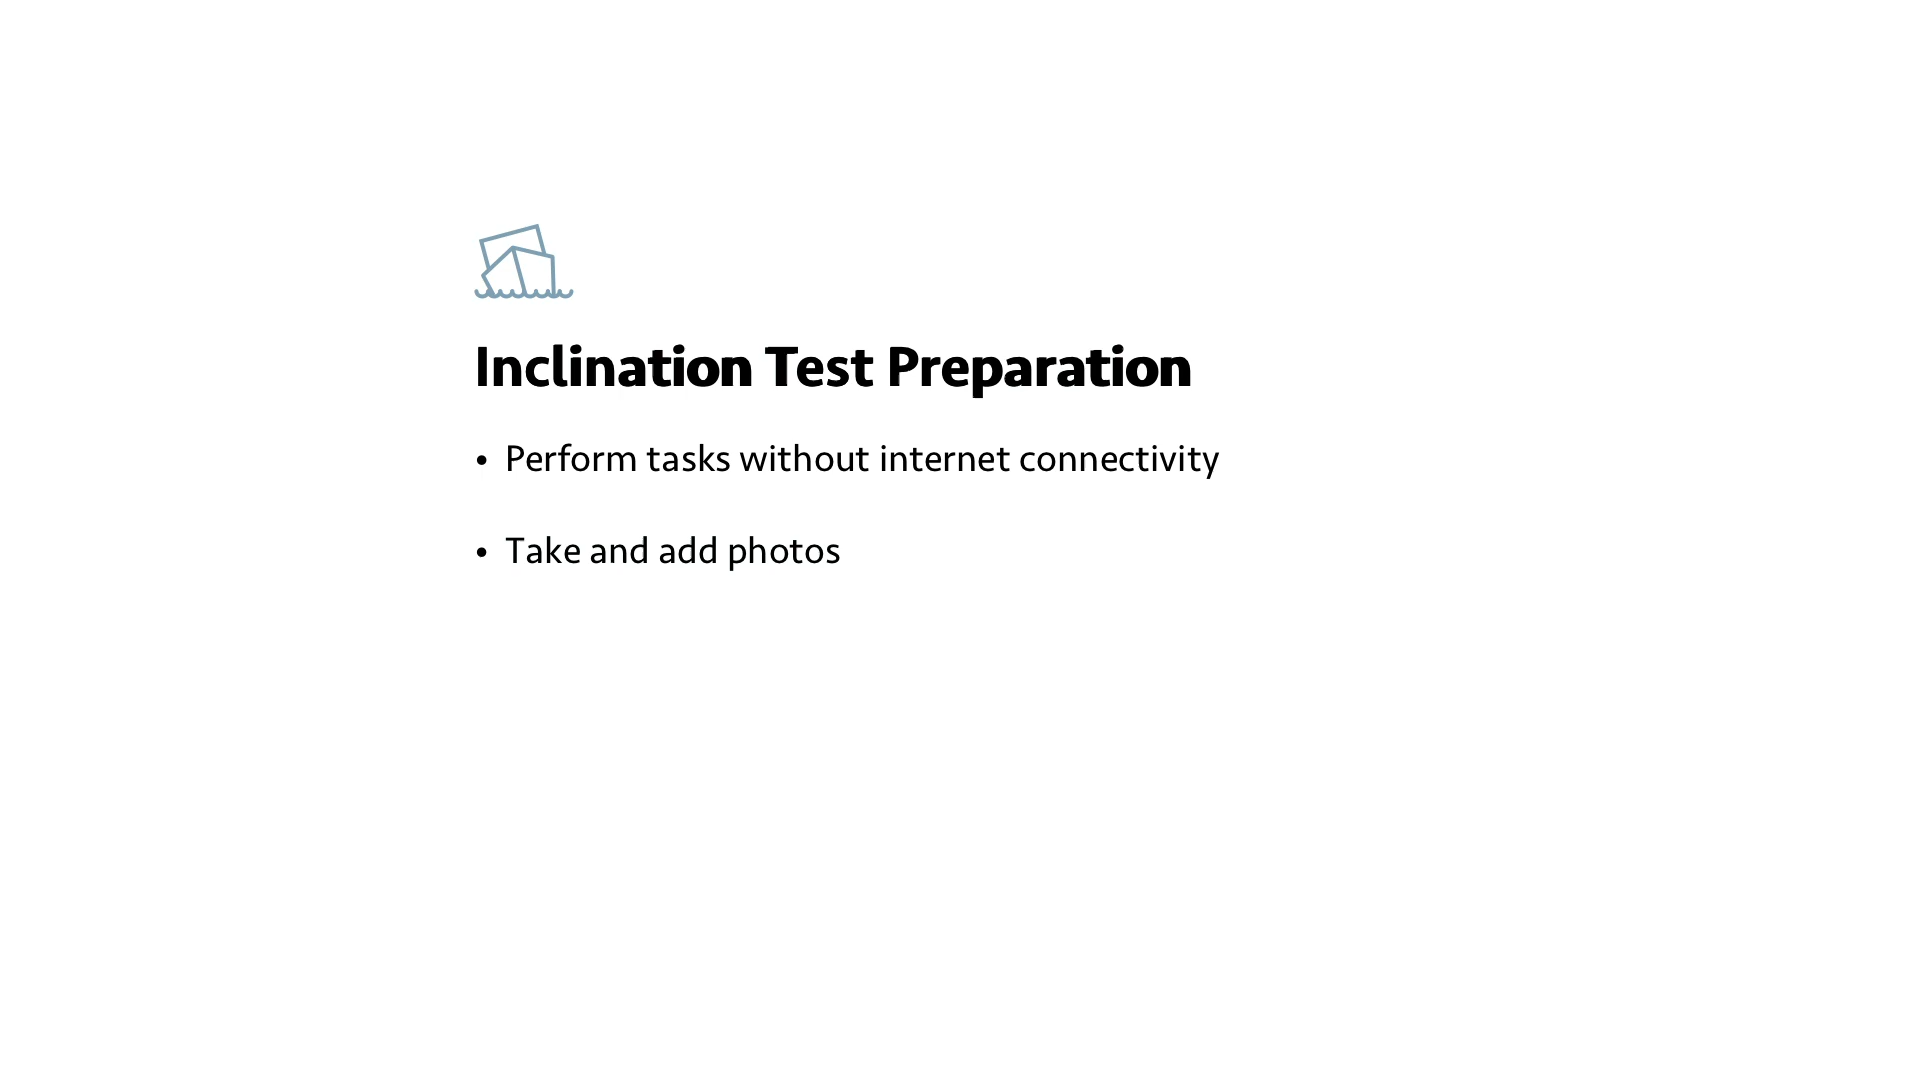 Inclination Test Preparation
• Perform tasks without internet connectivity
• Take and add photos